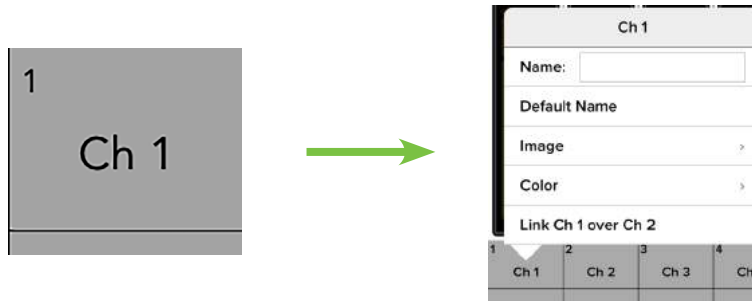 1
Ch 1
Ch 1
Name:
Default Name
Image
Color
Link Ch 1 over Ch 2
1 2 3 4
Ch 1 Ch 2 Ch 3 Ch